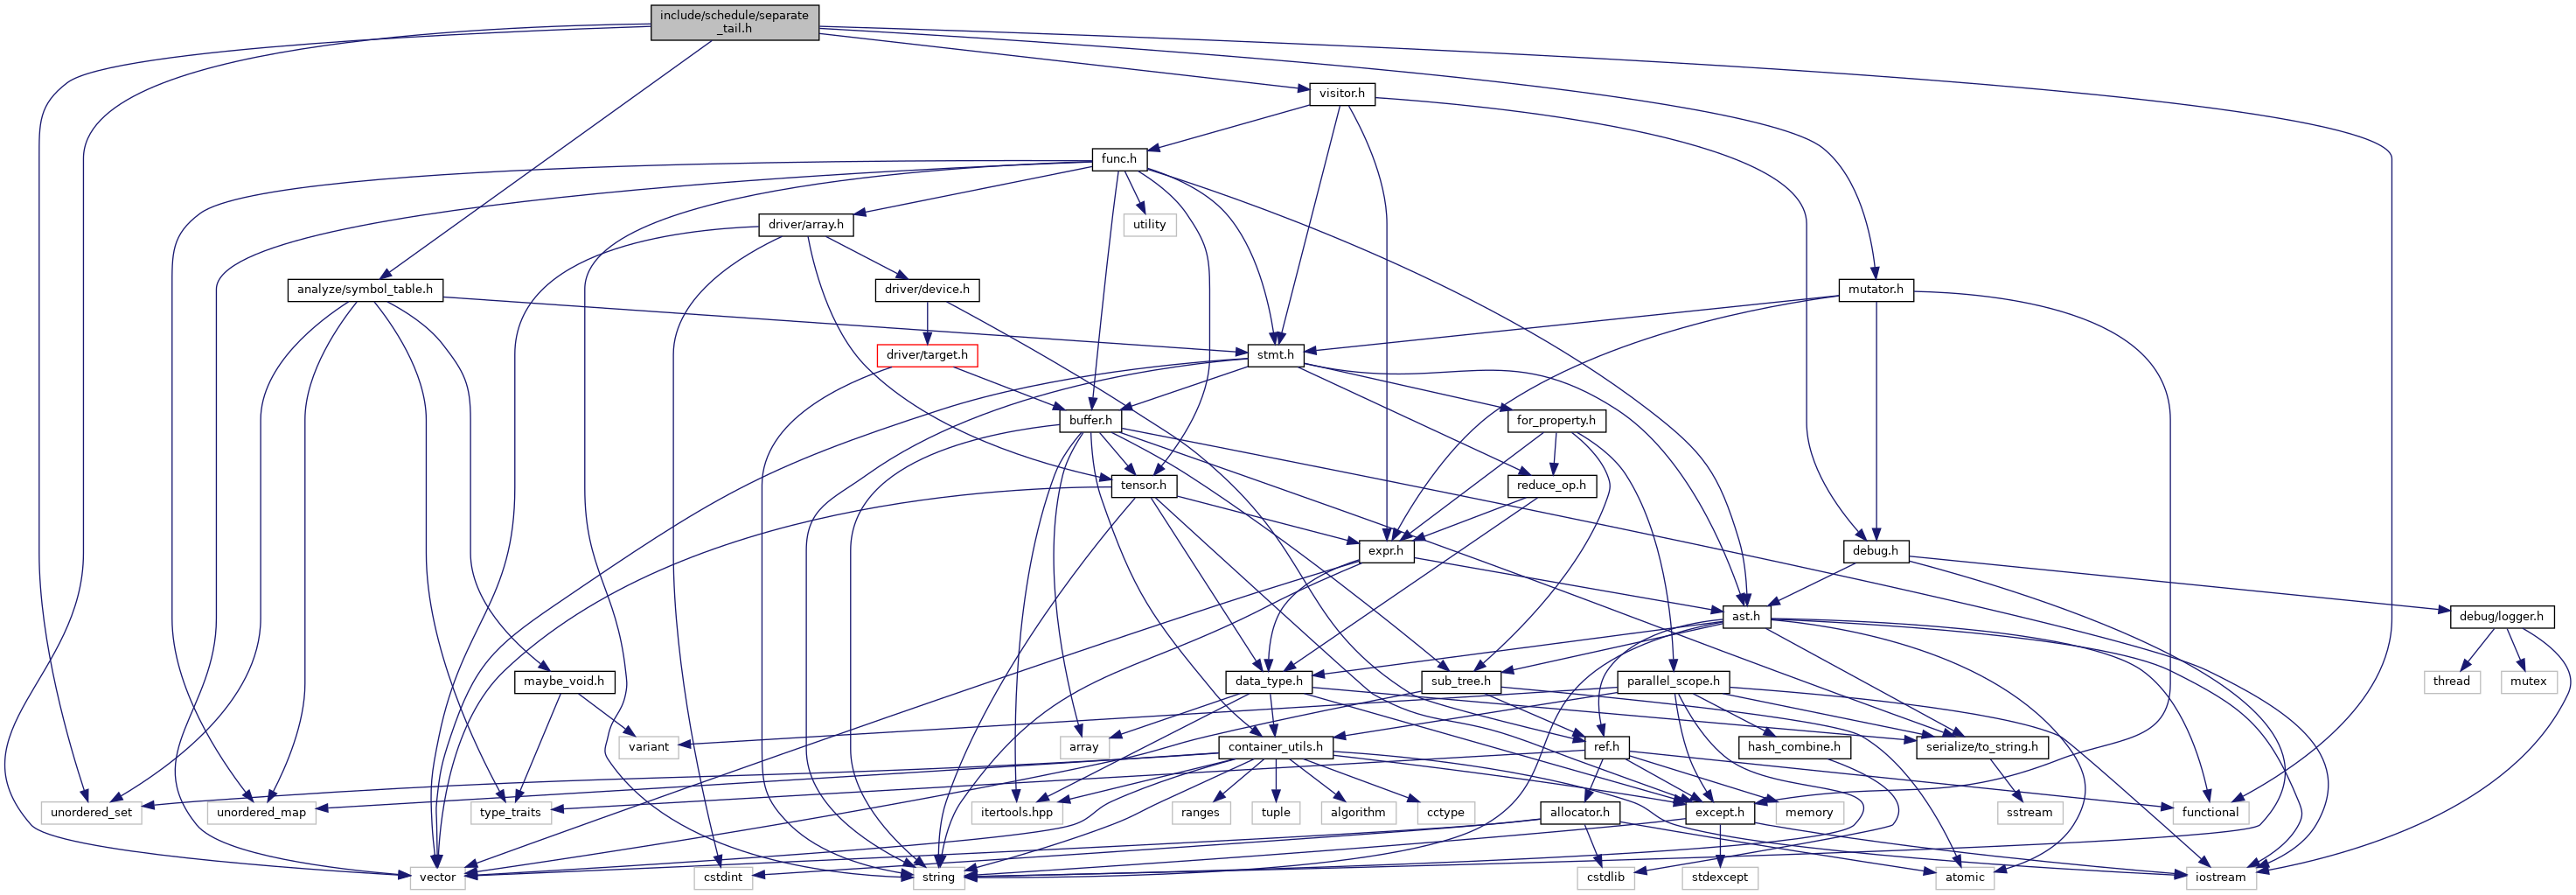 include/schedule/separate
_tail.h
visitor.h
func.h
driver/array.h
utility
analyze/symbol_table.h
driver/device.h
mutator.h
driver/target.h
stmt.h
buffer.h
for_property.h
tensor.h
reduce_op.h
expr.h
debug.h
ast.h
debug/logger.h
maybe_void.h
data_type.h
sub_tree.h
parallel_scope.h
thread
mutex
variant
array
container_utils.h
ref.h
hash_combine.h
serialize/to_string.h
unordered_set
unordered_map
type_traits
itertools.hpp
ranges
tuple
algorithm
cctype
allocator.h
except.h
memory
sstream
functional
vector
cstdint
string
cstdlib
stdexcept
atomic
iostream